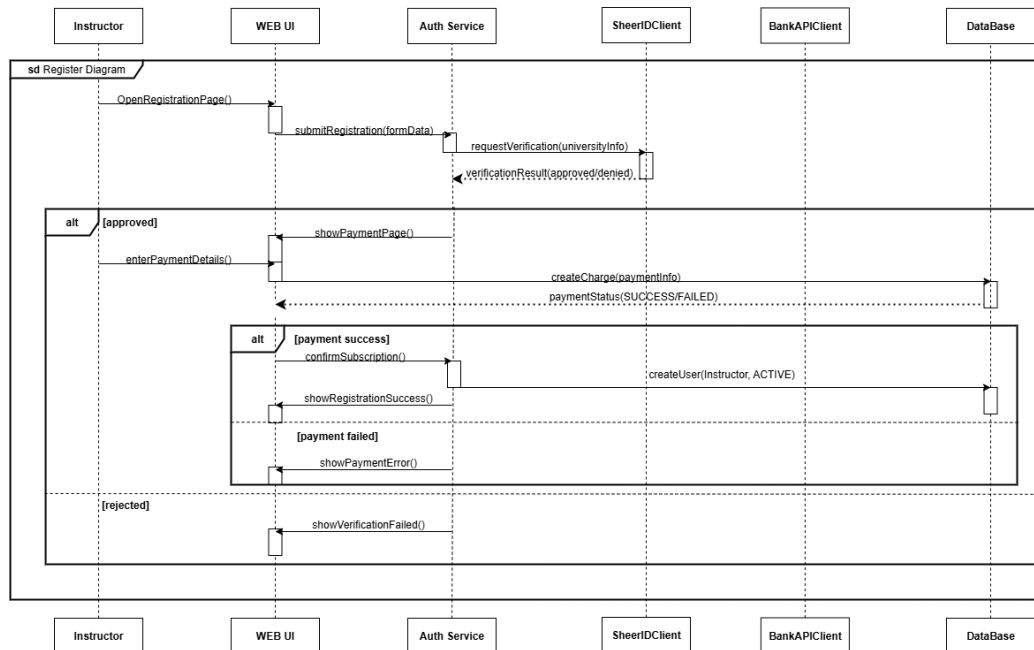 Instructor
WEB UI
Auth Service
SheerIDClient
BankAPIClient
DataBase
sd Register Diagram
OpenRegistrationPage()
submitRegistration(formData)
requestVerification(universityInfo)
verificationResult(approved/denied)
alt
[approved]
showPaymentPage()
enterPaymentDetails()
createCharge(paymentInfo)
paymentStatus(SUCCESS/FAILED)
alt
[payment success]
confirmSubscription()
createUser(Instructor, ACTIVE)
showRegistrationSuccess()
[payment failed]
showPaymentError()
[rejected]
showVerificationFailed()
Instructor
WEB UI
Auth Service
SheerIDClient
BankAPIClient
DataBase